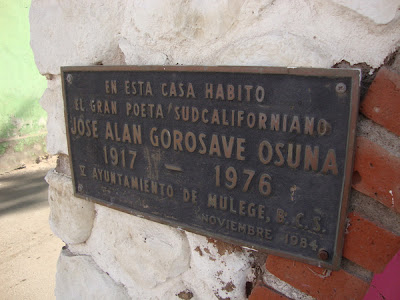 EN ESTA CASA HABITO
EL GRAN POETA SUDCALIFORNIANO
JOSE ALAN GOROSAVE OSUNA
1917 — 1976
V AYUNTAMIENTO DE MULEGE, B.C.S.
NOVIEMBRE 1984